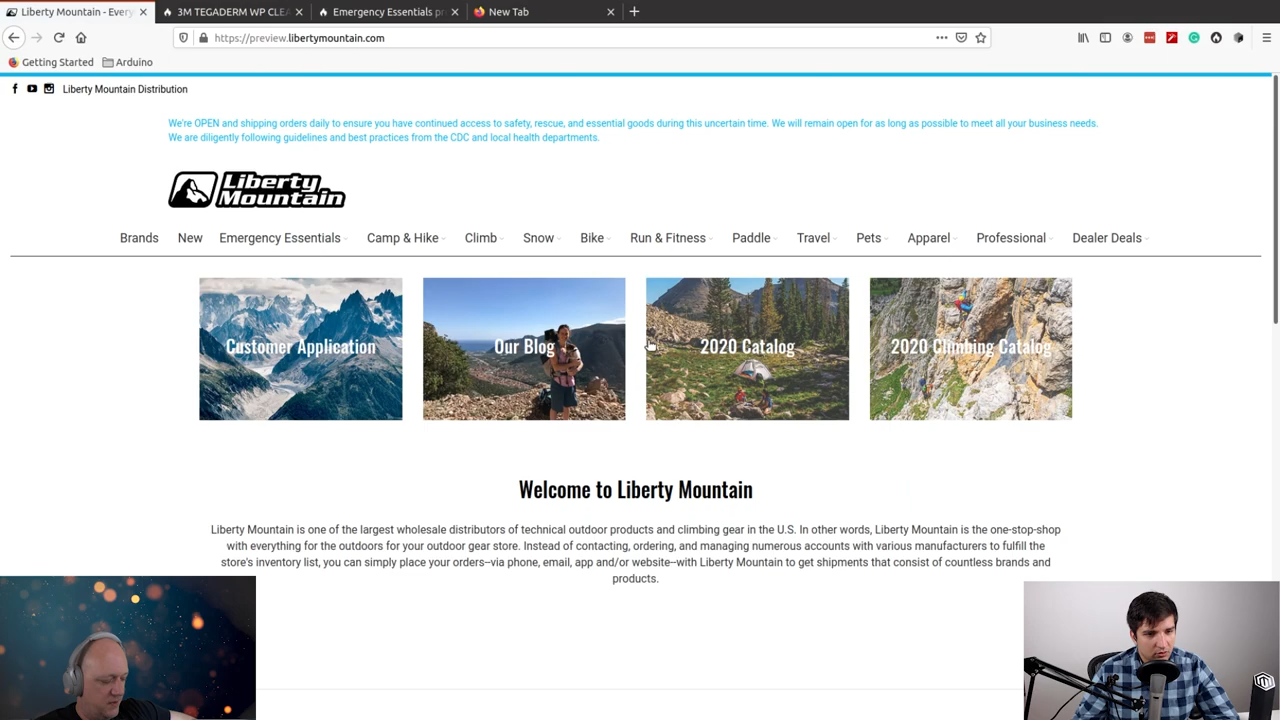 Liberty Mountain - Every
3M TEGADERM WP CLEA
Emergency Essentials pr
New Tab
https://preview.libertymountain.com
Getting Started
Arduino
Liberty Mountain Distribution
We're OPEN and shipping orders daily to ensure you have continued access to safety, rescue, and essential goods during this uncertain time. We will remain open for as long as possible to meet all your business needs.
We are diligently following guidelines and best practices from the CDC and local health departments.
Liberty
Mountain
Brands New Emergency Essentials Camp & Hike Climb Snow Bike Run & Fitness Paddle Travel Pets Apparel Professional Dealer Deals
Customer Application
Our Blog
2020 Catalog
2020 Climbing Catalog
Welcome to Liberty Mountain
Liberty Mountain is one of the largest wholesale distributors of technical outdoor products and climbing gear in the U.S. In other words, Liberty Mountain is the one-stop-shop
with everything for the outdoors for your outdoor gear store. Instead of contacting, ordering, and managing numerous accounts with various manufacturers to fulfill the
store's inventory list, you can simply place your orders–via phone, email, app and/or website–with Liberty Mountain to get shipments that consist of countless brands and
products.